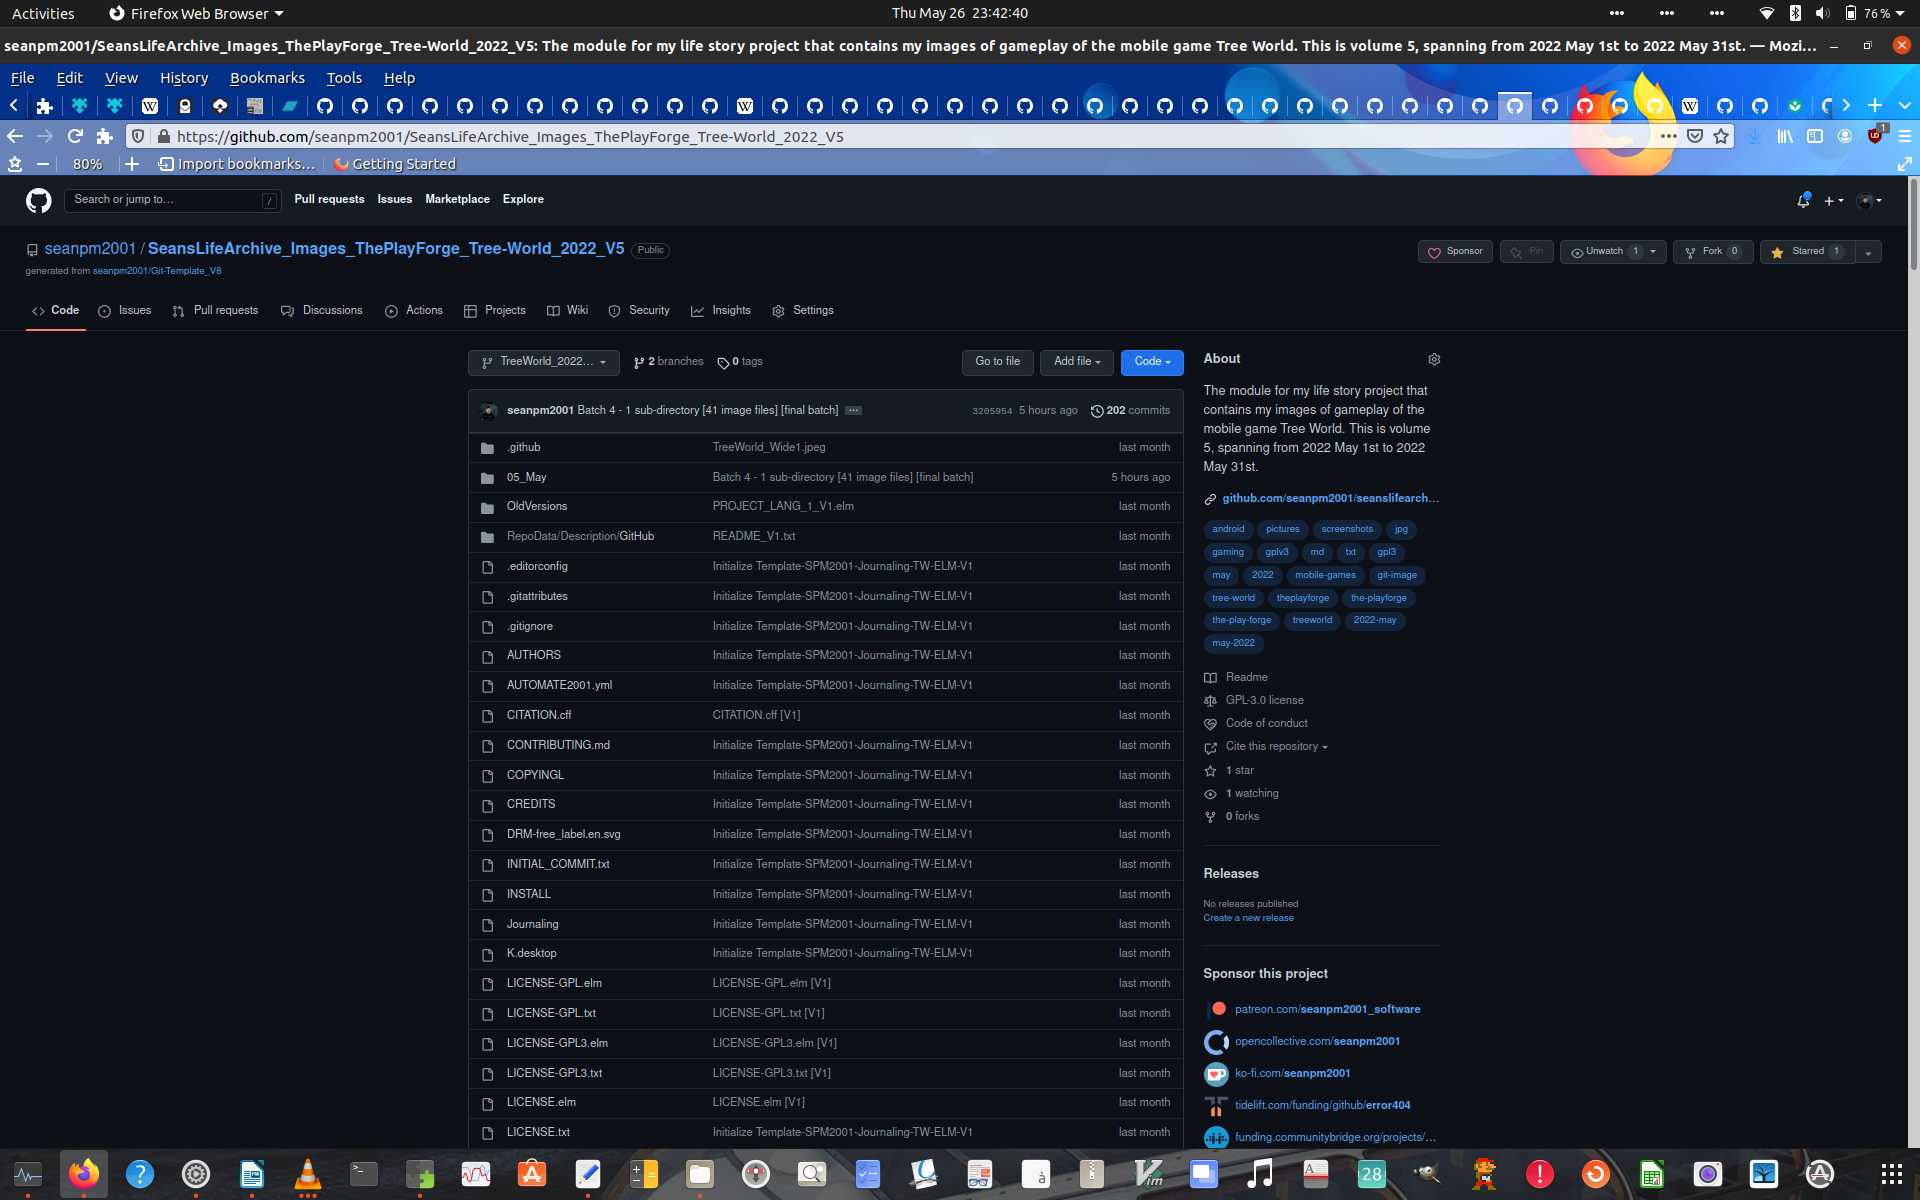 Activities
Firefox Web Browser
Thu May 26 23:42:40
76 %
seanpm2001/SeansLifeArchive_Images_ThePlayForge_Tree-World_2022_V5: The module for my life story project that contains my images of gameplay of the mobile game Tree World. This is volume 5, spanning from 2022 May 1st to 2022 May 31st. — Mozi…
File Edit View History Bookmarks Tools Help
https://github.com/seanpm2001/SeansLifeArchive_Images_ThePlayForge_Tree-World_2022_V5
1
80%
Import bookmarks…
Getting Started
Search or jump to…
/
Pull requests Issues Marketplace Explore
seanpm2001 / SeansLifeArchive_Images_ThePlayForge_Tree-World_2022_V5 Public
generated from seanpm2001/Git-Template_V8
Sponsor
Pin
Unwatch 1
Fork 0
Starred 1
Code
Issues
Pull requests
Discussions
Actions
Projects
Wiki
Security
Insights
Settings
TreeWorld_2022…
2 branches
0 tags
Go to file
Add file
Code
seanpm2001 Batch 4 - 1 sub-directory [41 image files] [final batch] … 3205954 5 hours ago 202 commits
.github TreeWorld_Wide1.jpeg last month
05_May Batch 4 - 1 sub-directory [41 image files] [final batch] 5 hours ago
OldVersions PROJECT_LANG_1_V1.elm last month
RepoData/Description/GitHub README_V1.txt last month
.editorconfig Initialize Template-SPM2001-Journaling-TW-ELM-V1 last month
.gitattributes Initialize Template-SPM2001-Journaling-TW-ELM-V1 last month
.gitignore Initialize Template-SPM2001-Journaling-TW-ELM-V1 last month
AUTHORS Initialize Template-SPM2001-Journaling-TW-ELM-V1 last month
AUTOMATE2001.yml Initialize Template-SPM2001-Journaling-TW-ELM-V1 last month
CITATION.cff CITATION.cff [V1] last month
CONTRIBUTING.md Initialize Template-SPM2001-Journaling-TW-ELM-V1 last month
COPYINGL Initialize Template-SPM2001-Journaling-TW-ELM-V1 last month
CREDITS Initialize Template-SPM2001-Journaling-TW-ELM-V1 last month
DRM-free_label.en.svg Initialize Template-SPM2001-Journaling-TW-ELM-V1 last month
INITIAL_COMMIT.txt Initialize Template-SPM2001-Journaling-TW-ELM-V1 last month
INSTALL Initialize Template-SPM2001-Journaling-TW-ELM-V1 last month
Journaling Initialize Template-SPM2001-Journaling-TW-ELM-V1 last month
K.desktop Initialize Template-SPM2001-Journaling-TW-ELM-V1 last month
LICENSE-GPL.elm LICENSE-GPL.elm [V1] last month
LICENSE-GPL.txt LICENSE-GPL.txt [V1] last month
LICENSE-GPL3.elm LICENSE-GPL3.elm [V1] last month
LICENSE-GPL3.txt LICENSE-GPL3.txt [V1] last month
LICENSE.elm LICENSE.elm [V1] last month
LICENSE.txt Initialize Template-SPM2001-Journaling-TW-ELM-V1 last month
About
The module for my life story project that
contains my images of gameplay of the
mobile game Tree World. This is volume
5, spanning from 2022 May 1st to 2022
May 31st.
github.com/seanpm2001/seanslifearch…
android pictures screenshots jpg
gaming gplv3 md txt gpl3
may 2022 mobile-games git-image
tree-world theplayforge the-playforge
the-play-forge treeworld 2022-may
may-2022
Readme
GPL-3.0 license
Code of conduct
Cite this repository
1 star
1 watching
0 forks
Releases
No releases published
Create a new release
Sponsor this project
patreon.com/seanpm2001_software
opencollective.com/seanpm2001
ko-fi.com/seanpm2001
tidelift.com/funding/github/error404
funding.communitybridge.org/projects/…
28